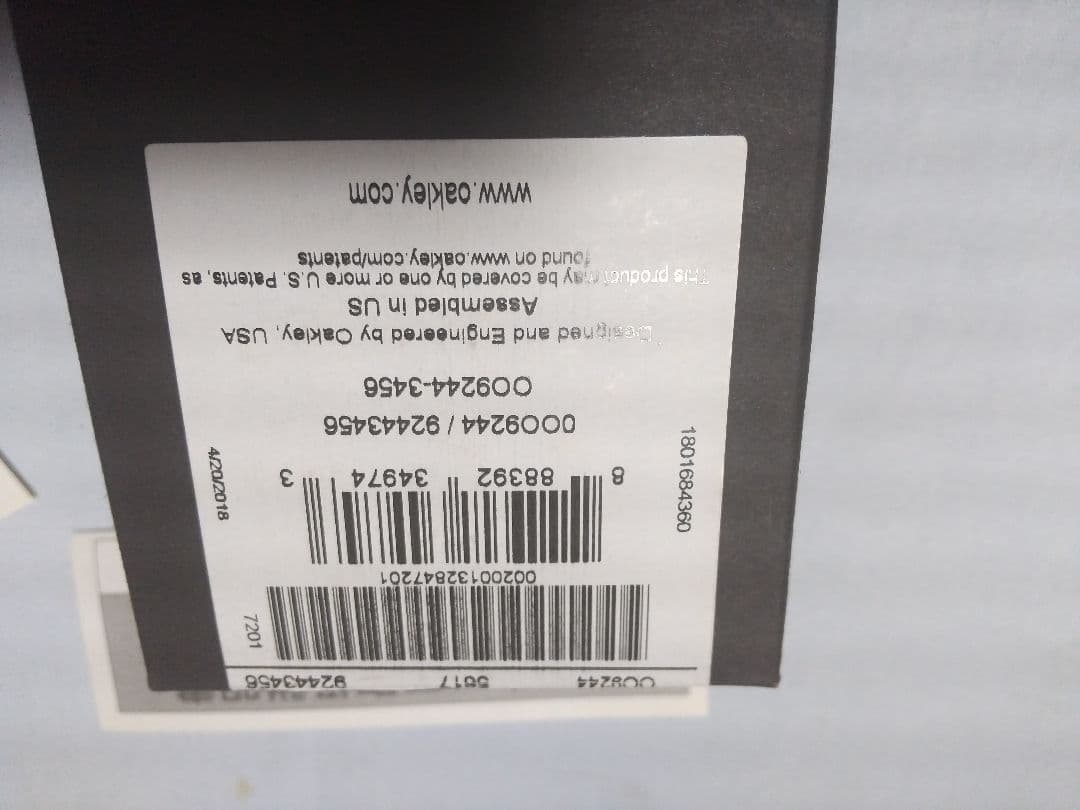 OO9244 5617 92443456
7201
00200132847201
8 88392 34974 3
4/20/2018
1801684360
0OO9244 / 92443456
OO9244-3456
Designed and Engineered by Oakley, USA
Assembled in US
This product may be covered by one or more U.S. Patents, as
found on www.oakley.com/patents
www.oakley.com